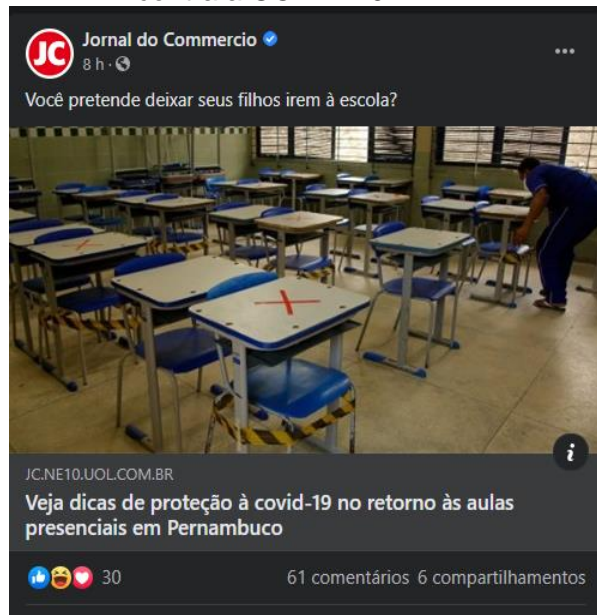 JC
Jornal do Commercio
8 h
Você pretende deixar seus filhos irem à escola?
i
JC.NE10.UOL.COM.BR
Veja dicas de proteção à covid-19 no retorno às aulas
presenciais em Pernambuco
30 61 comentários 6 compartilhamentos